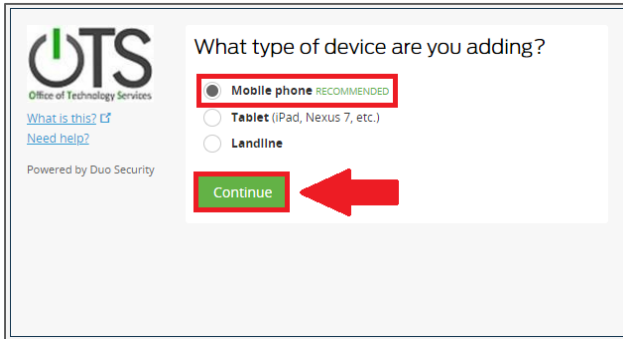 OTS
Office of Technology Services
What is this?
Need help?
Powered by Duo Security
What type of device are you adding?
Mobile phone RECOMMENDED
Tablet (iPad, Nexus 7, etc.)
Landline
Continue